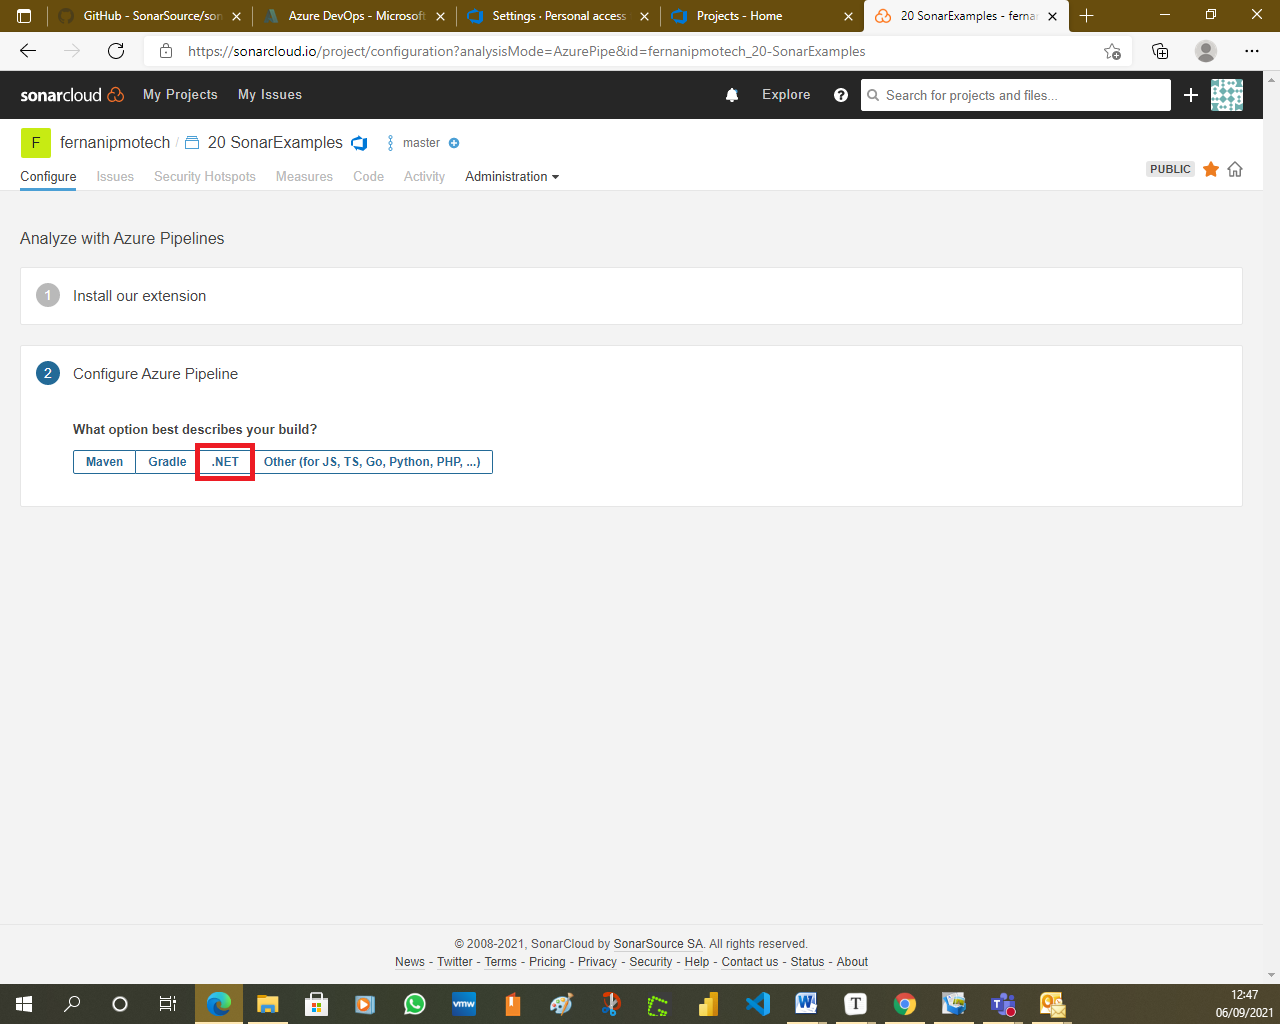 GitHub - SonarSource/son
Azure DevOps - Microsoft
Settings · Personal access
Projects - Home
20 SonarExamples - fernan
https://sonarcloud.io/project/configuration?analysisMode=AzurePipe&id=fernanipmotech_20-SonarExamples
sonarcloud My Projects My Issues Explore Search for projects and files...
F fernanipmotech / 20 SonarExamples master
Configure Issues Security Hotspots Measures Code Activity Administration PUBLIC
Analyze with Azure Pipelines
1 Install our extension
2 Configure Azure Pipeline
What option best describes your build?
Maven Gradle .NET Other (for JS, TS, Go, Python, PHP, ...)
© 2008-2021, SonarCloud by SonarSource SA. All rights reserved.
News - Twitter - Terms - Pricing - Privacy - Security - Help - Contact us - Status - About
vmw
12:47
06/09/2021